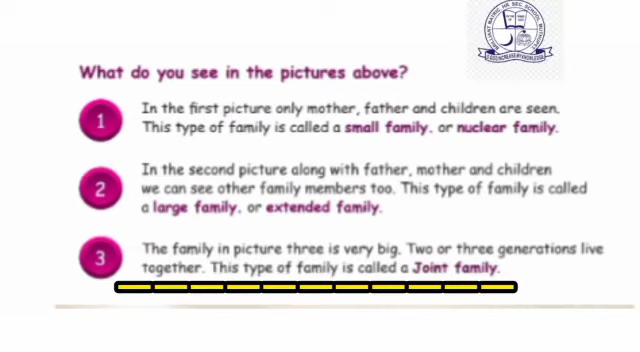 What do you see in the pictures above?
1
In the first picture only mother, father and children are seen.
This type of family is called a small family. or nuclear family.
2
In the second picture along with father, mother and children
we can see other family members too. This type of family is called
a large family. or extended family.
3
The family in picture three is very big. Two or three generations live
together. This type of family is called a Joint family.